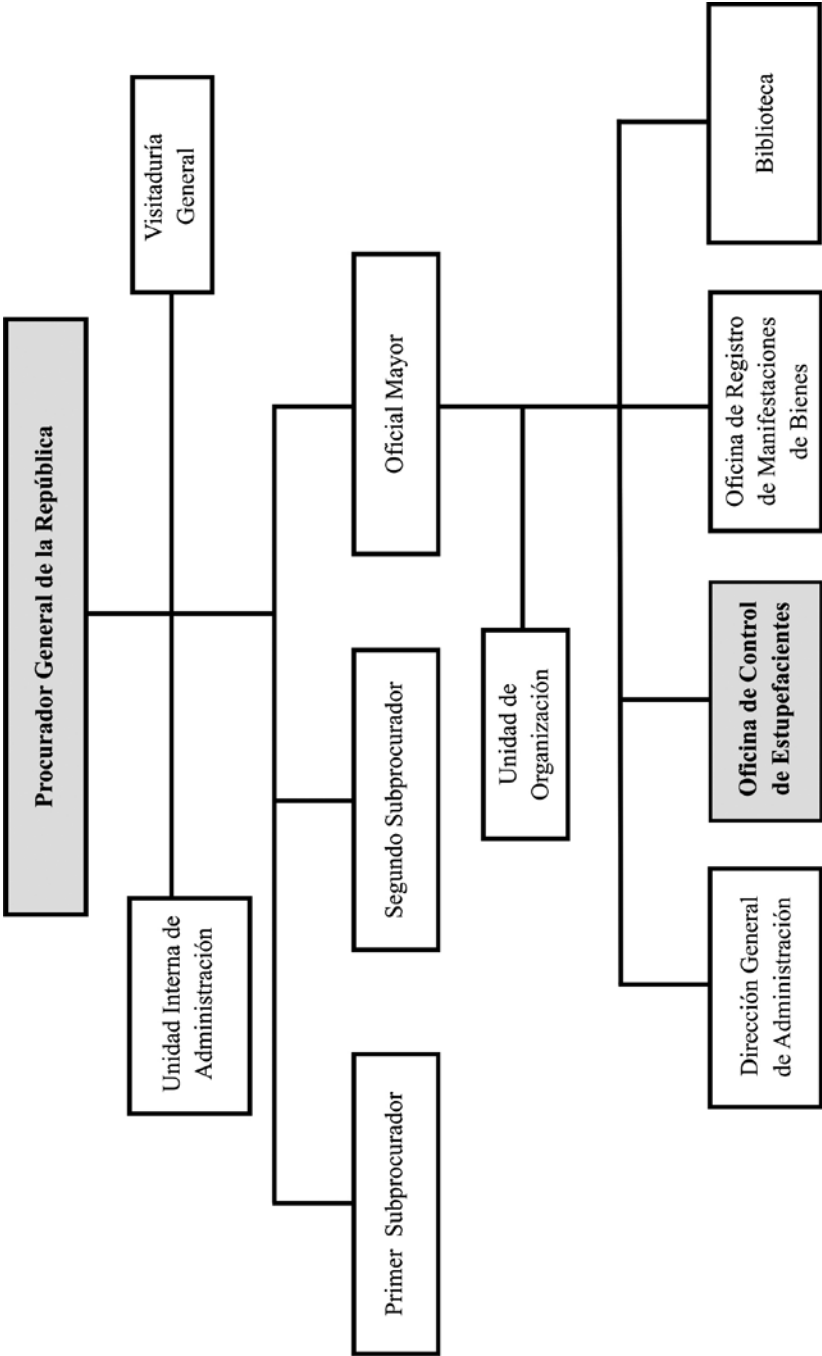 Procurador General de la República
Unidad Interna de
Administración
Visitaduría
General
Primer Subprocurador
Segundo Subprocurador
Oficial Mayor
Unidad de
Organización
Dirección General
de Administración
Oficina de Control
de Estupefacientes
Oficina de Registro
de Manifestaciones
de Bienes
Biblioteca